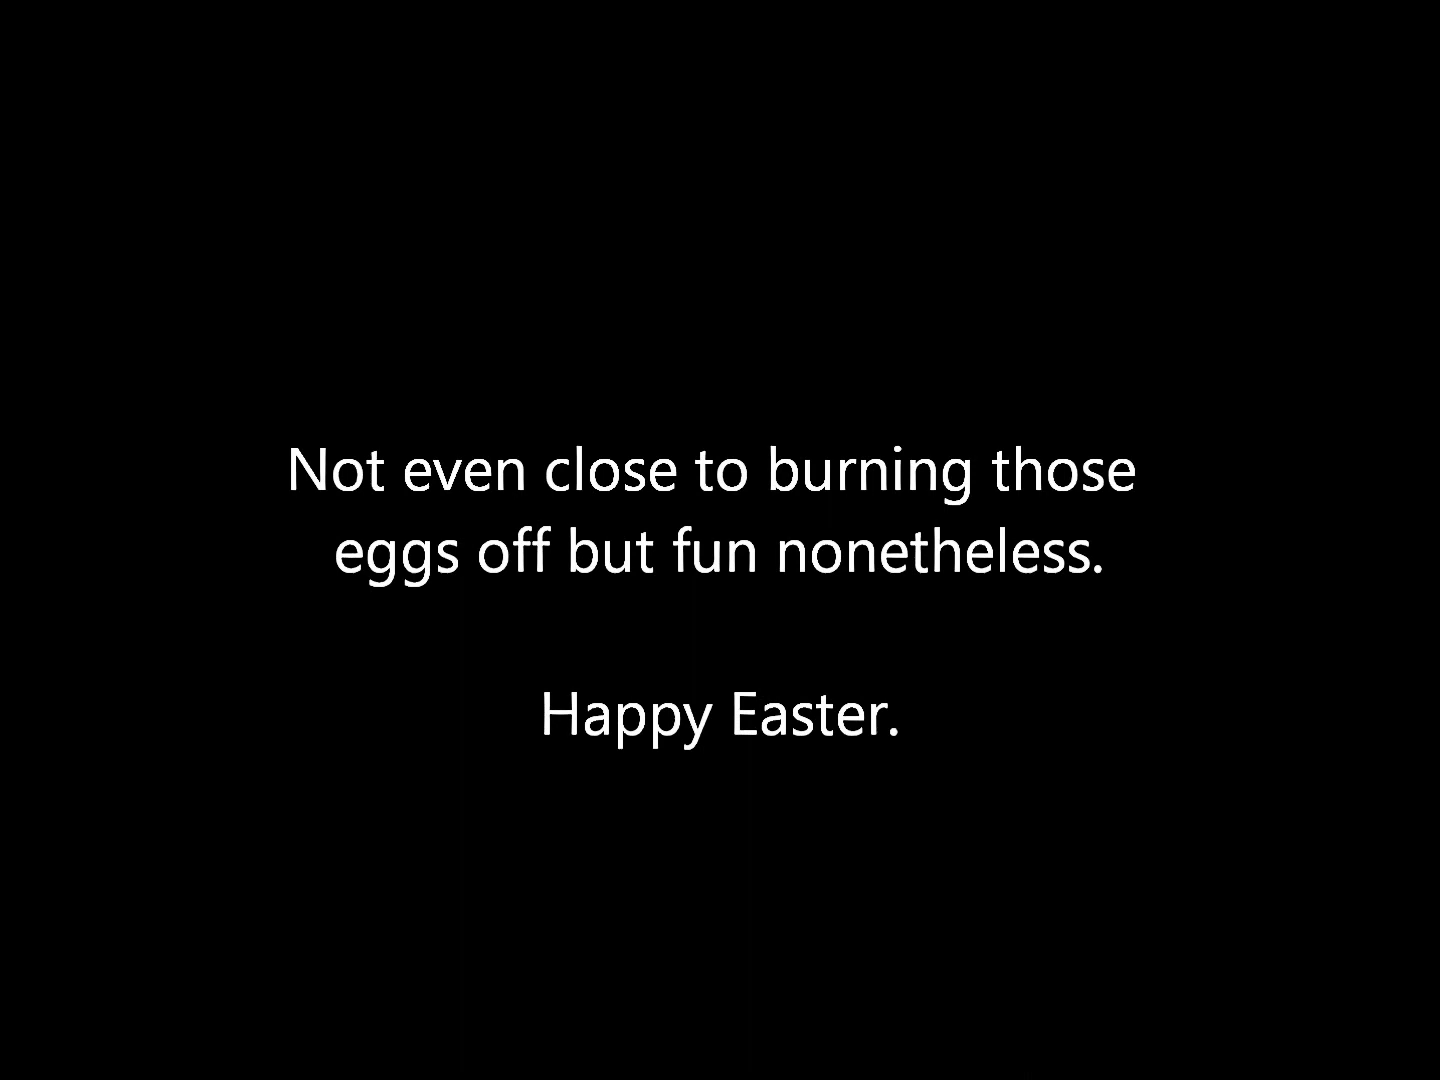 Not even close to burning those
eggs off but fun nonetheless.
Happy Easter.